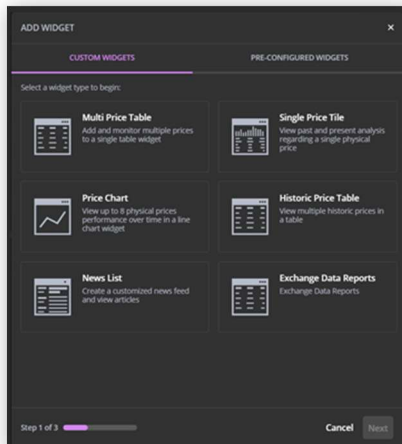 ADD WIDGET
CUSTOM WIDGETS
PRE-CONFIGURED WIDGETS
Select a widget type to begin:
Multi Price Table
Add and monitor multiple prices
to a single table widget
Single Price Tile
View past and present analysis
regarding a single physical
price
Price Chart
View up to 8 physical prices
performance over time in a line
chart widget
Historic Price Table
View multiple historic prices in
a table
News List
Create a customized news feed
and view articles
Exchange Data Reports
Exchange Data Reports
Step 1 of 3
Cancel
Next